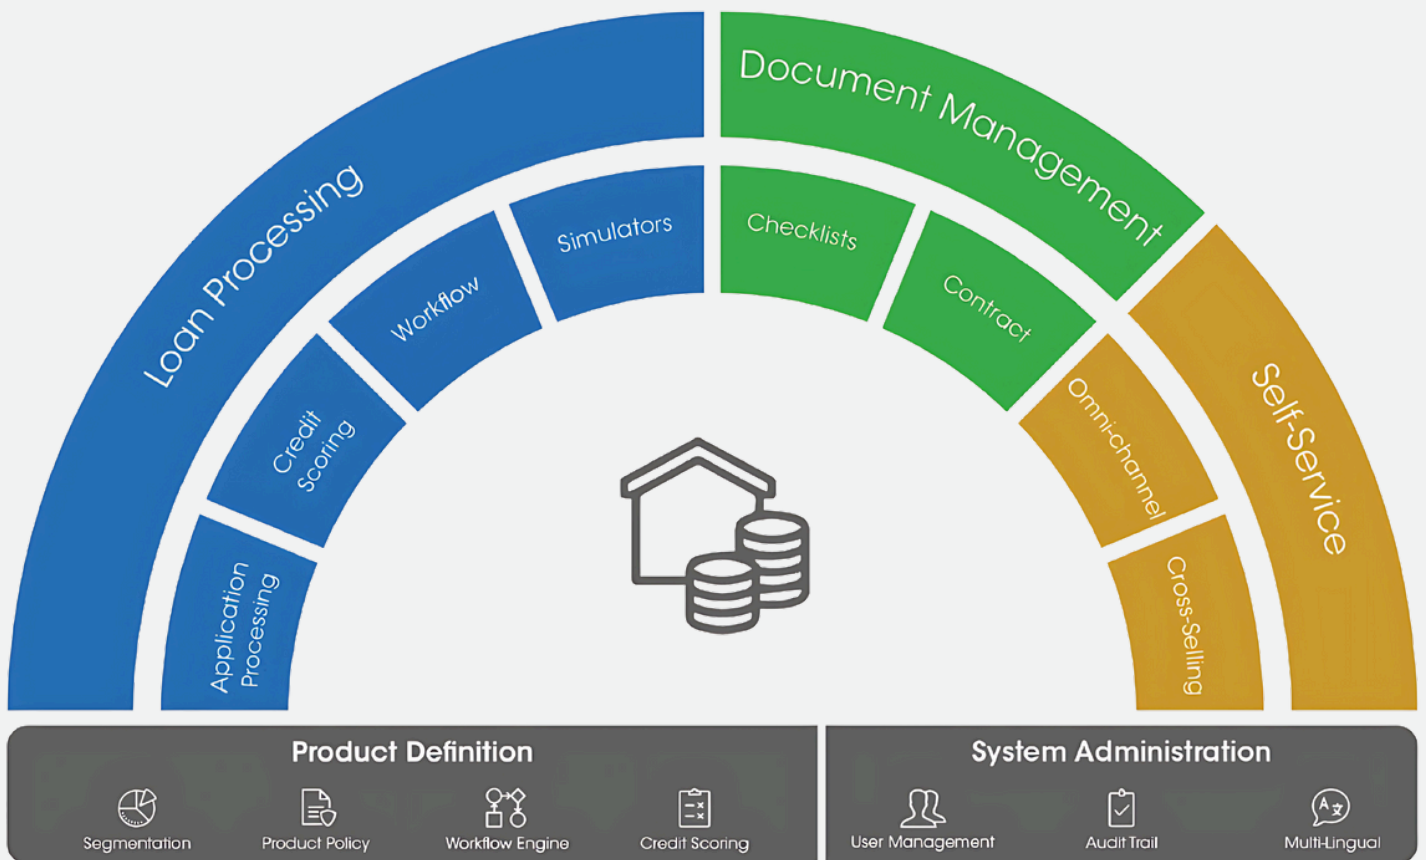 Loan Processing
Document Management
Self-Service
Application
Processing
Credit
Scoring
Workflow
Simulators
Checklists
Contract
Omni-channel
Cross-Selling
Product Definition
Segmentation
Product Policy
Workflow Engine
Credit Scoring
System Administration
User Management
Audit Trail
A 文
Multi-Lingual